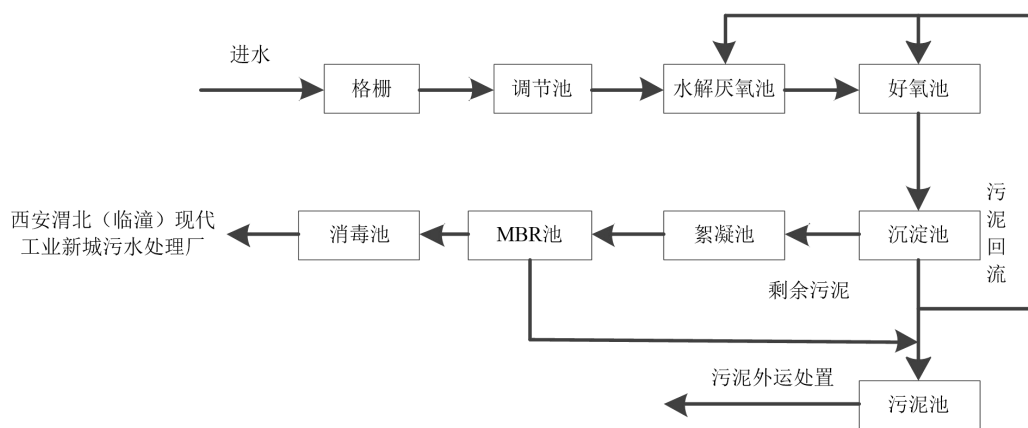 进水
格栅
调节池
水解厌氧池
好氧池
西安渭北（临潼）现代
工业新城污水处理厂
消毒池
MBR池
絮凝池
沉淀池
污泥回流
剩余污泥
污泥外运处置
污泥池